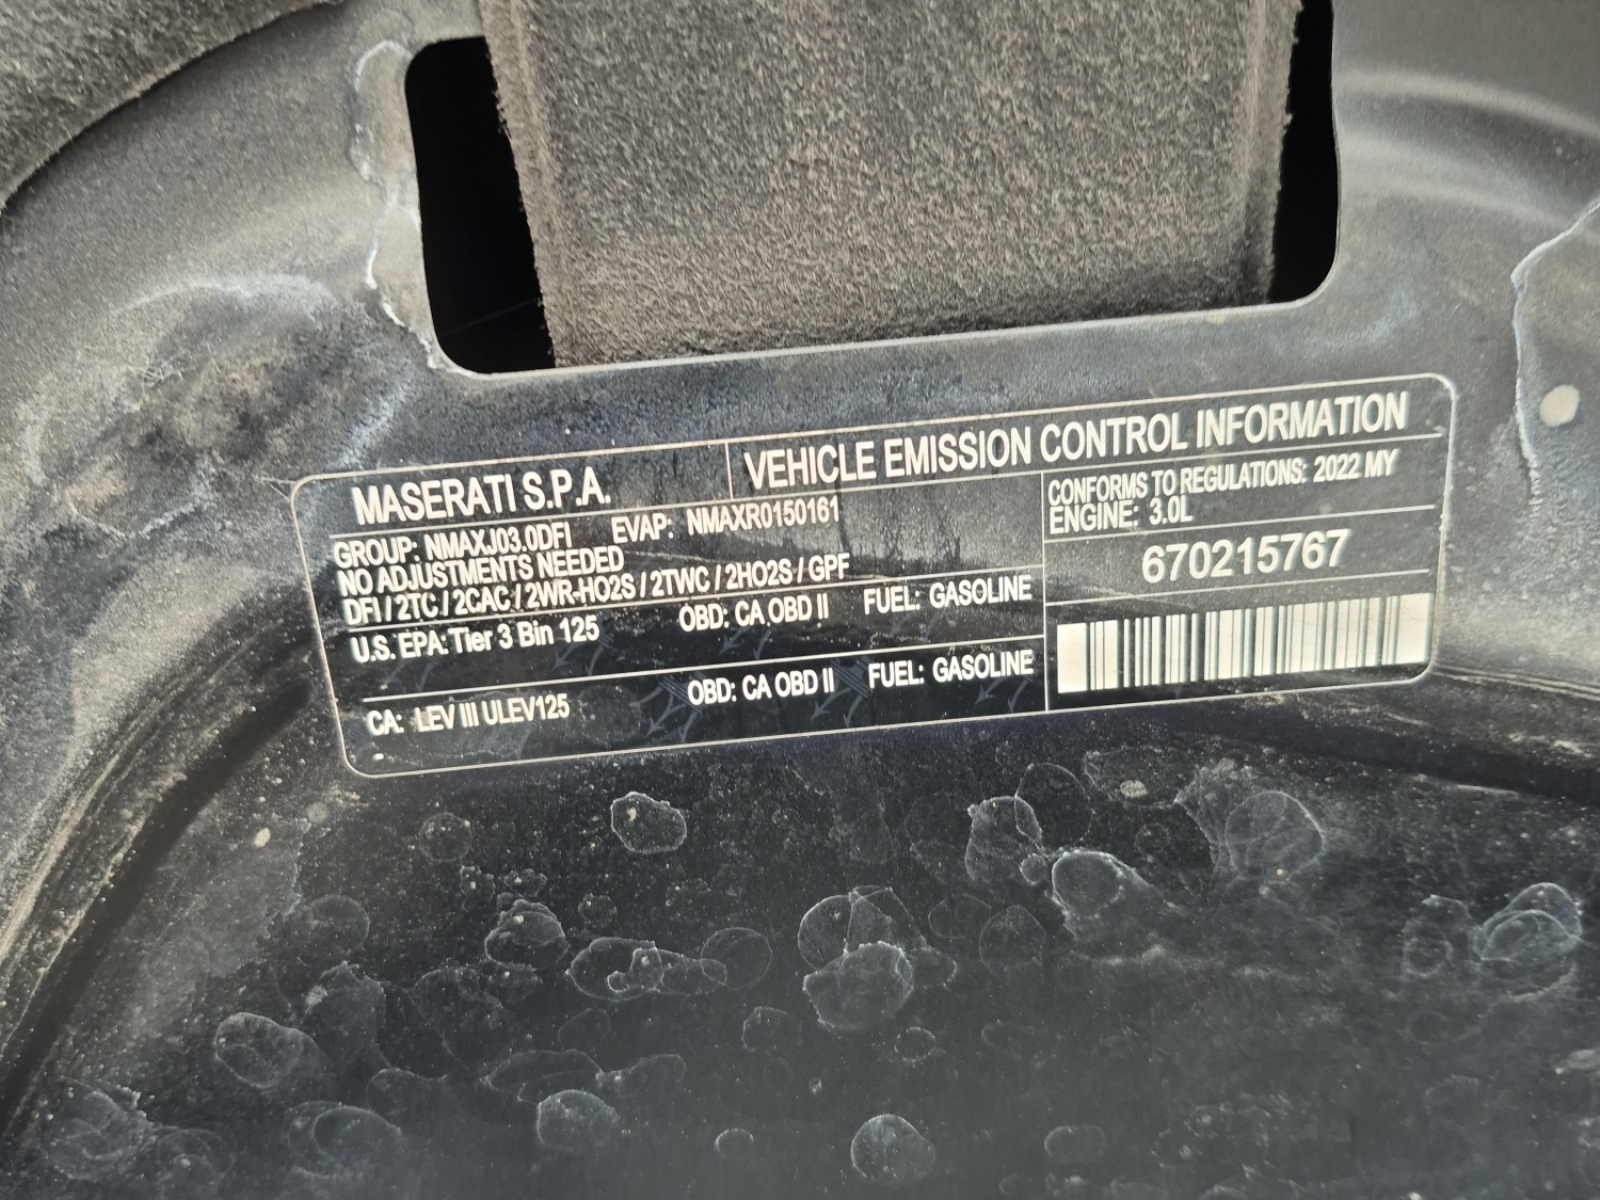 MASERATI S.P.A.
VEHICLE EMISSION CONTROL INFORMATION
GROUP: NMAXJ03.0DFI EVAP: NMAXR0150161
NO ADJUSTMENTS NEEDED
DFI / 2TC / 2CAC / 2WR-HO2S / 2TWC / 2HO2S / GPF
U.S. EPA: Tier 3 Bin 125 OBD: CA OBD II FUEL: GASOLINE
CA: LEV III ULEV125 OBD: CA OBD II FUEL: GASOLINE
CONFORMS TO REGULATIONS: 2022 MY
ENGINE: 3.0L
670215767